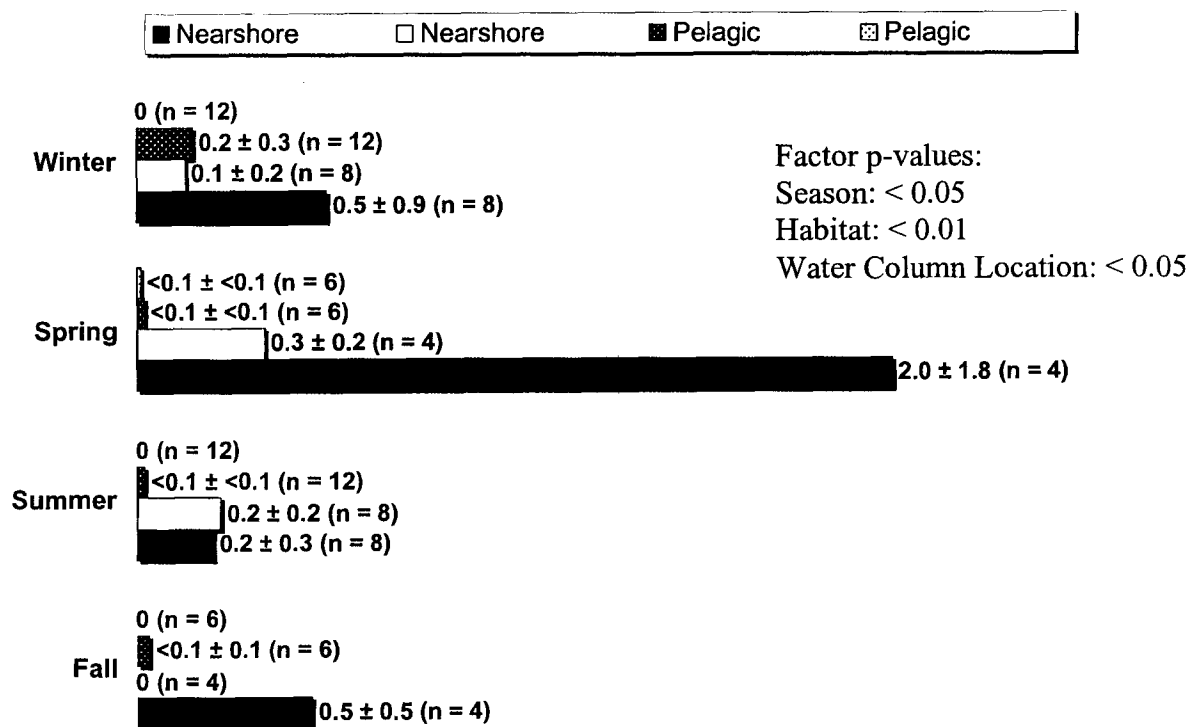 Nearshore Nearshore Pelagic Pelagic
0 (n = 12)
0.2 ± 0.3 (n = 12)
Winter
0.1 ± 0.2 (n = 8)
0.5 ± 0.9 (n = 8)
Factor p-values:
Season: < 0.05
Habitat: < 0.01
Water Column Location: < 0.05
<0.1 ± <0.1 (n = 6)
<0.1 ± <0.1 (n = 6)
Spring
0.3 ± 0.2 (n = 4)
2.0 ± 1.8 (n = 4)
0 (n = 12)
<0.1 ± <0.1 (n = 12)
Summer
0.2 ± 0.2 (n = 8)
0.2 ± 0.3 (n = 8)
0 (n = 6)
<0.1 ± 0.1 (n = 6)
Fall
0 (n = 4)
0.5 ± 0.5 (n = 4)